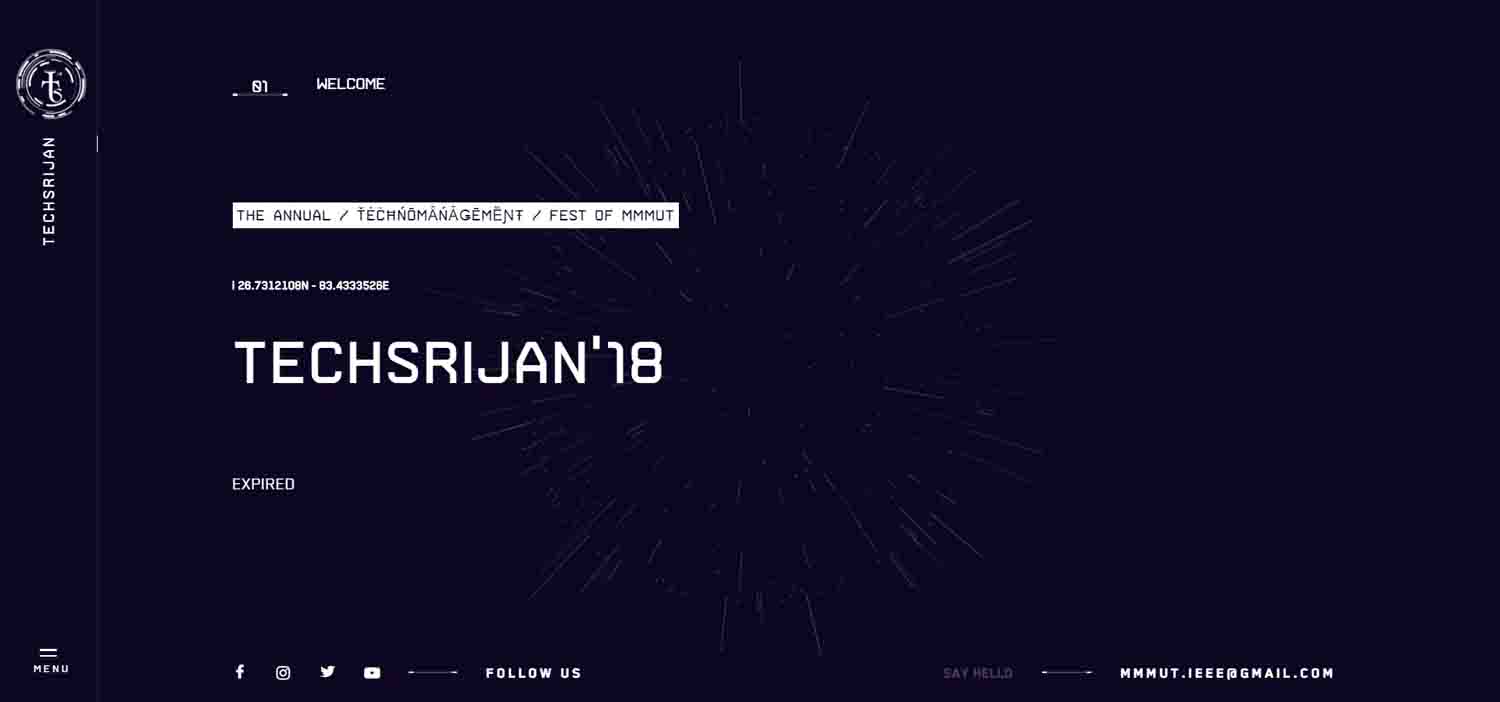 TECHSRIJAN
01 WELCOME
THE ANNUAL / ṪĖĊĦŃŌMÂŃÂGĒMĒƝŦ / FEST OF MMMUT
| 26.7312108N - 83.4333526E
TECHSRIJAN'18
EXPIRED
MENU
FOLLOW US
SAY HELLO
MMMUT.IEEE@GMAIL.COM